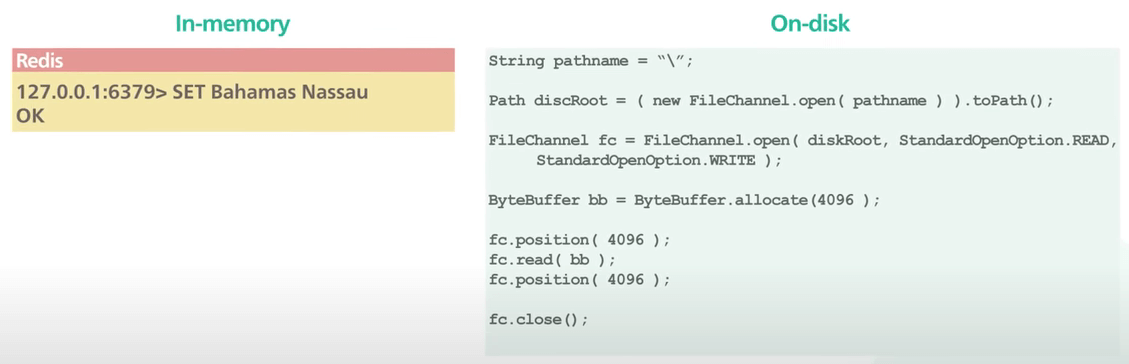 In-memory
Redis
127.0.0.1:6379> SET Bahamas Nassau
OK
On-disk
String pathname = “\”;
Path discRoot = ( new FileChannel.open( pathname ) ).toPath();
FileChannel fc = FileChannel.open( diskRoot, StandardOpenOption.READ,
StandardOpenOption.WRITE );
ByteBuffer bb = ByteBuffer.allocate(4096 );
fc.position( 4096 );
fc.read( bb );
fc.position( 4096 );
fc.close();